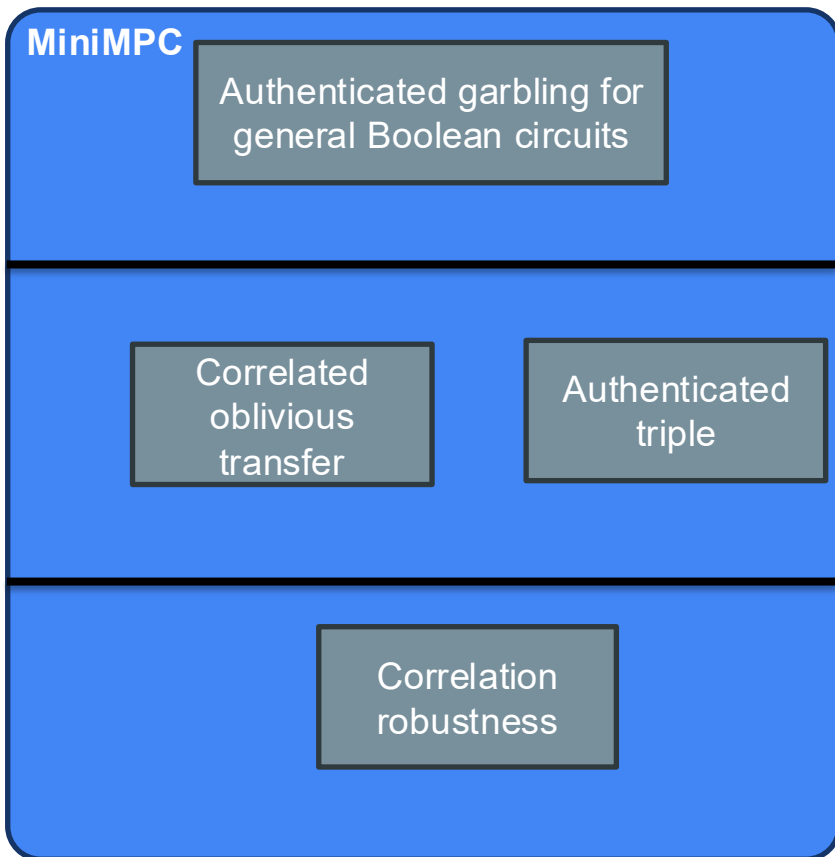 MiniMPC
Authenticated garbling for
general Boolean circuits
Correlated
oblivious
transfer
Authenticated
triple
Correlation
robustness